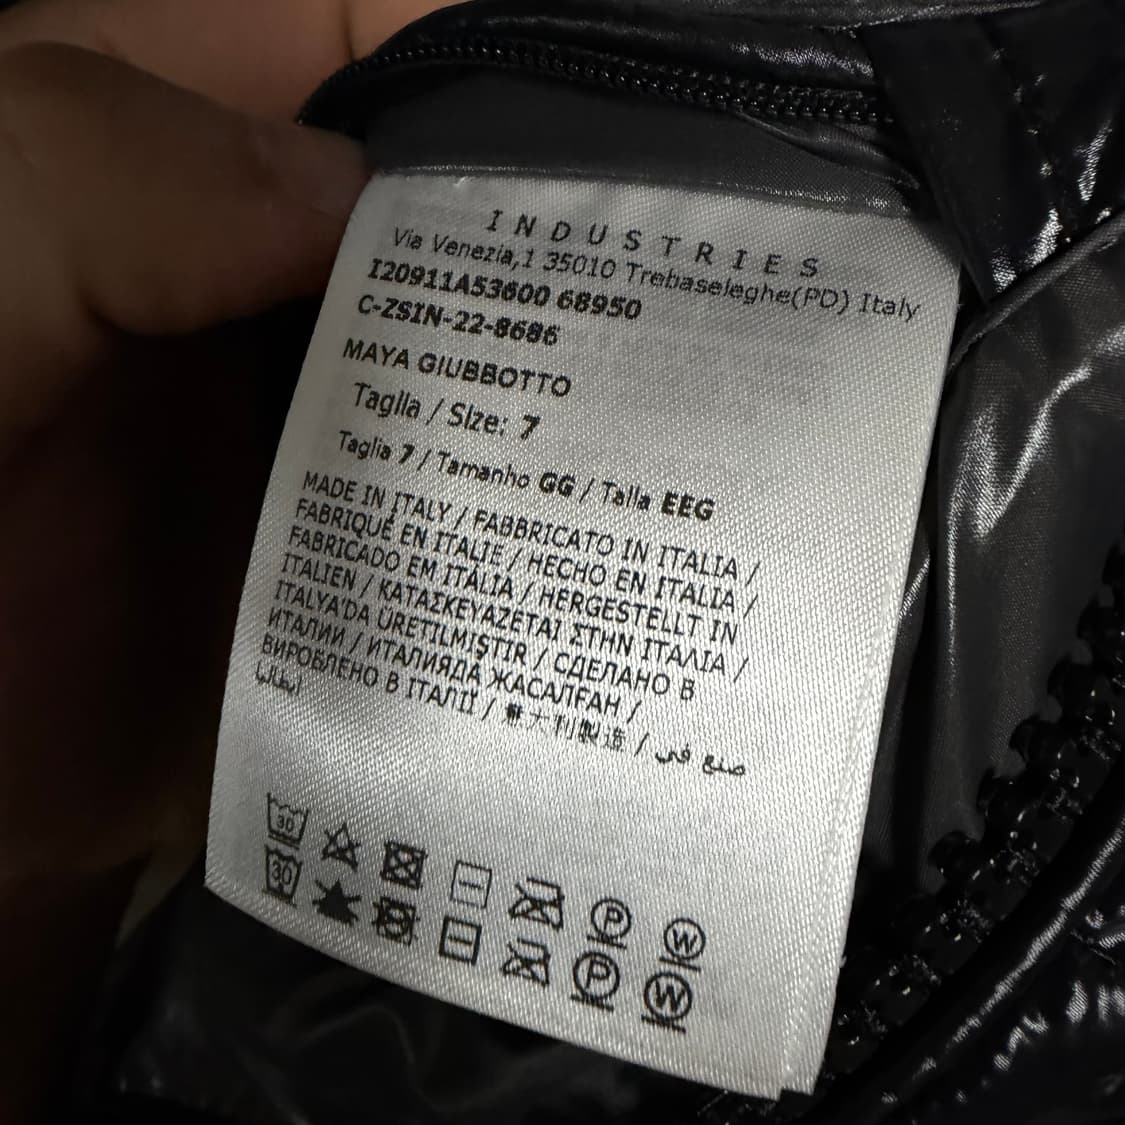 INDUSTRIES
Via Venezia,1 35010 Trebaseleghe(PD) Italy
I20911A53600 68950
C-ZSIN-22-8686
MAYA GIUBBOTTO
Taglia / Size: 7
Taglia 7 / Tamanho GG / Talla EEG
MADE IN ITALY / FABBRICATO IN ITALIA /
FABRIQUÉ EN ITALIE / HECHO EN ITALIA /
FABRICADO EM ITÁLIA / HERGESTELLT IN
ITALIEN / ΚΑΤΑΣΚΕΥΑΖΕΤΑΙ ΣΤΗΝ ΙΤΑΛΙΑ /
ITALYA'DA ÜRETILMIŞTIR / СДЕЛАНО В
ИТАЛИИ / ИТАЛИЯДА ЖАСАЛҒАН /
ВИРОБЛЕНО В ІТАЛІЇ / 大利製造 / صنع في
إيطاليا
30 P W
30 P W